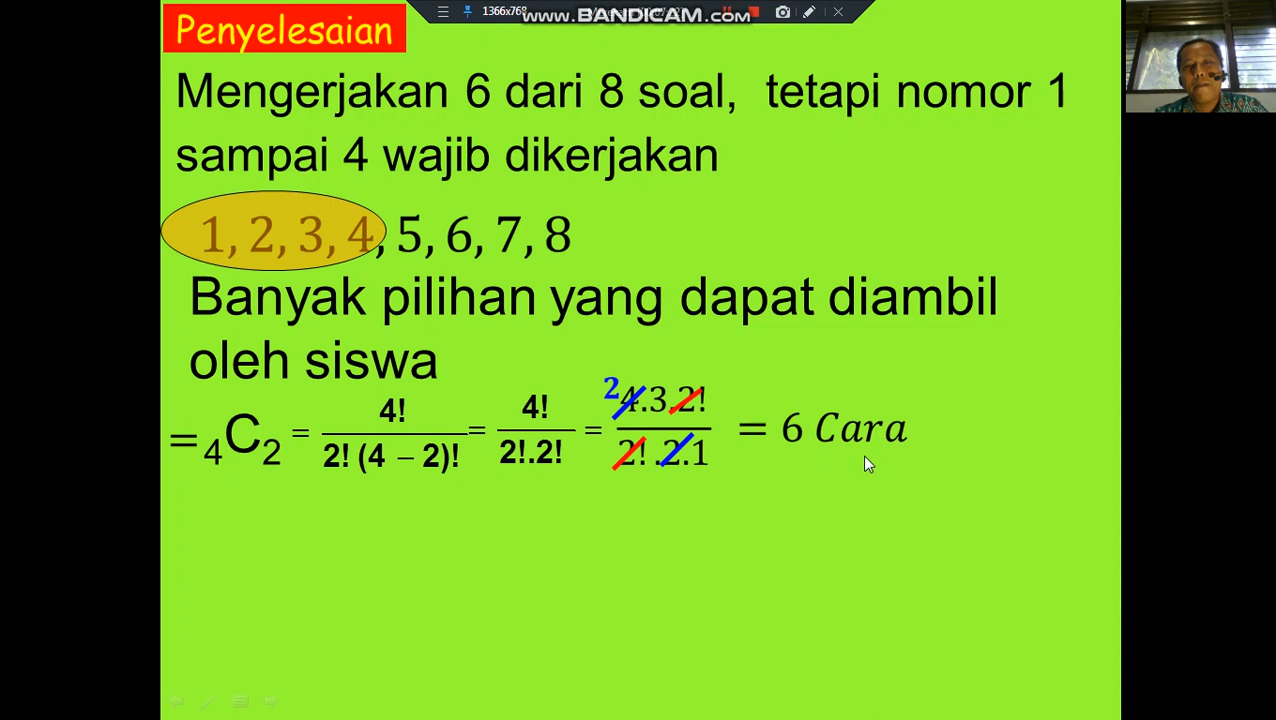 1366x768
www.BANDICAM.com
Penyelesaian
Mengerjakan 6 dari 8 soal, tetapi nomor 1
sampai 4 wajib dikerjakan
1, 2, 3, 4, 5, 6, 7, 8
Banyak pilihan yang dapat diambil
oleh siswa
= ₄C₂ = 4! / 2! (4 – 2)! = 4! / 2!.2! = 2 4.3.2! / 2! .2.1 = 6 Cara